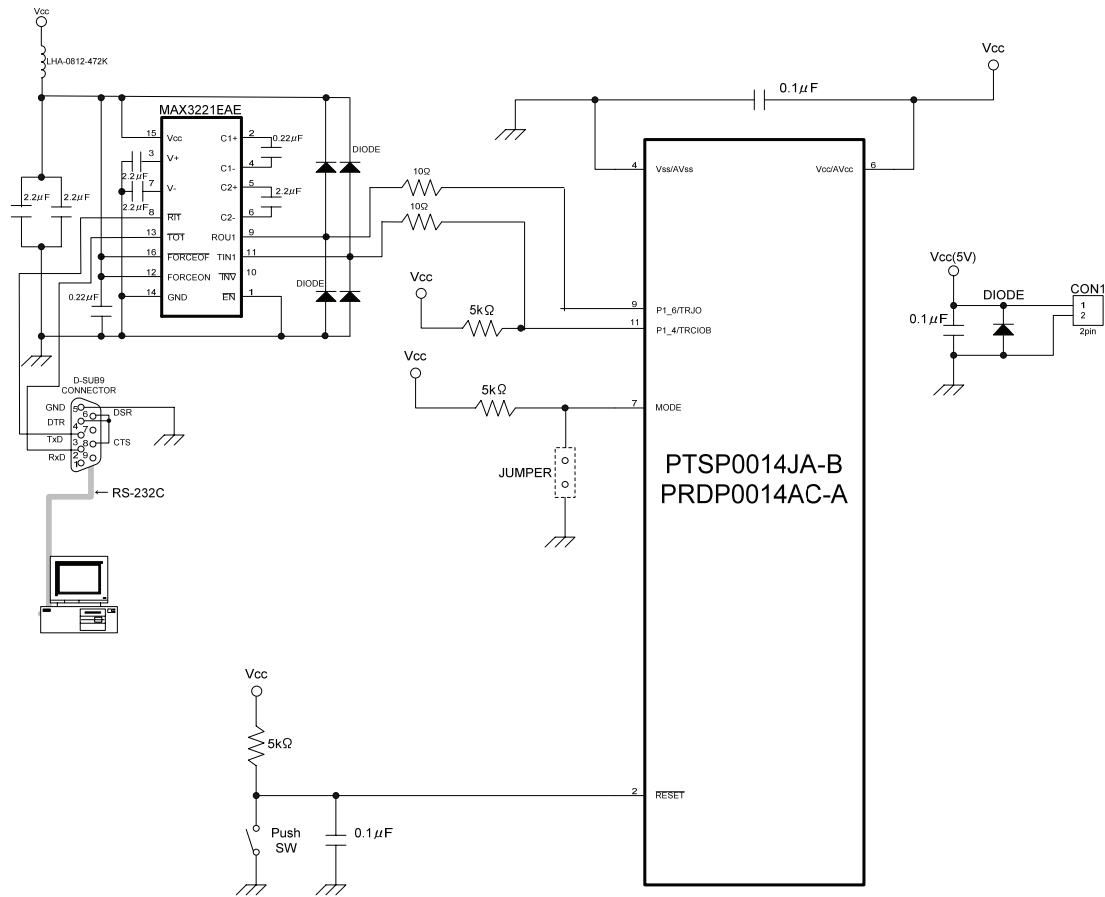 Vcc
LHA-0812-472K
MAX3221EAE
15 Vcc C1+ 2
0.22μF
3 V+
2.2μF
C1- 4
7 V- C2+ 5
2.2μF
2.2μF
2.2μF 2.2μF
8 RIT C2- 6
13 TOT ROU1 9
16 FORCEOF TIN1 11
12 FORCEON INV 10
14 GND EN 1
0.22μF
DIODE
DIODE
10Ω
10Ω
Vcc
5kΩ
Vcc
5kΩ
JUMPER
D-SUB9
CONNECTOR
GND 5
6 DSR
DTR 4
7
TxD 3
8 CTS
RxD 2
9
1
RS-232C
Vcc
0.1μF
4 Vss/AVss
Vcc/AVcc 6
9 P1_6/TRJO
11 P1_4/TRCIOB
7 MODE
PTSP0014JA-B
PRDP0014AC-A
2 RESET
Vcc(5V)
0.1μF
DIODE
CON1
1
2
2pin
Vcc
5kΩ
Push
SW
0.1μF